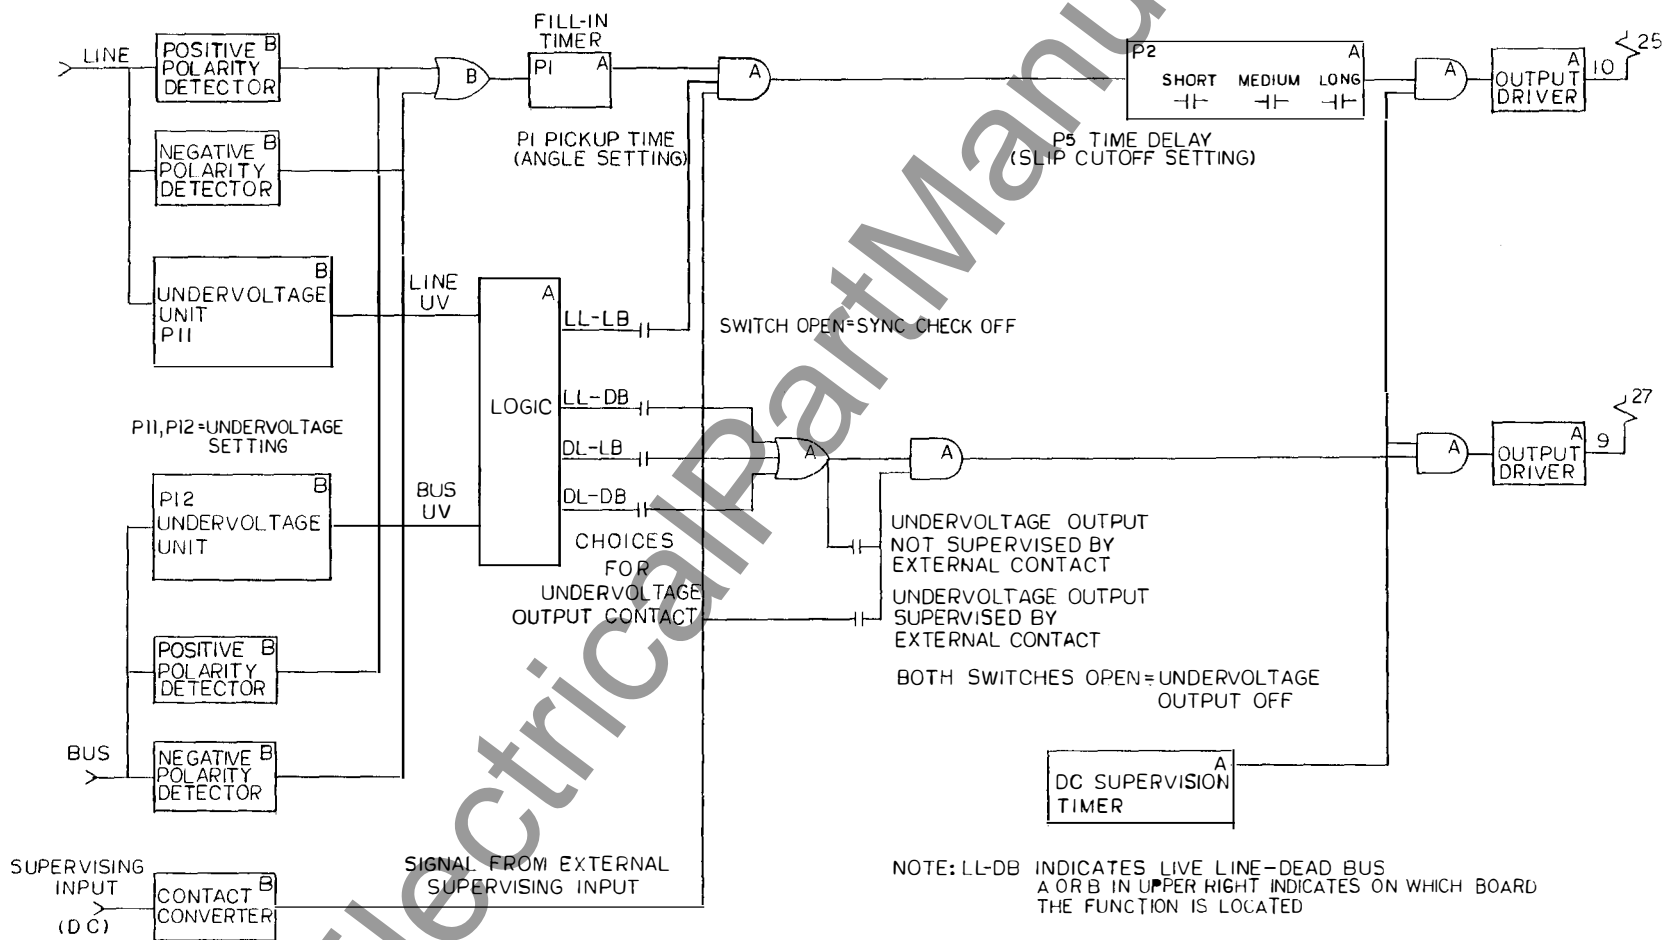 LINE
POSITIVE B
POLARITY
DETECTOR
NEGATIVE B
POLARITY
DETECTOR
B
UNDERVOLTAGE
UNIT
P11
P11,P12=UNDERVOLTAGE
SETTING
B
P12
UNDERVOLTAGE
UNIT
POSITIVE B
POLARITY
DETECTOR
BUS
NEGATIVE B
POLARITY
DETECTOR
SUPERVISING
INPUT
(DC)
B
CONTACT
CONVERTER
SIGNAL FROM EXTERNAL
SUPERVISING INPUT
B
FILL-IN
TIMER
P1 A
P1 PICKUP TIME
(ANGLE SETTING)
A
LINE
UV
BUS
UV
A
LOGIC
LL-LB
LL-DB
DL-LB
DL-DB
SWITCH OPEN=SYNC CHECK OFF
CHOICES
FOR
UNDERVOLTAGE
OUTPUT CONTACT
A
A
UNDERVOLTAGE OUTPUT
NOT SUPERVISED BY
EXTERNAL CONTACT
UNDERVOLTAGE OUTPUT
SUPERVISED BY
EXTERNAL CONTACT
BOTH SWITCHES OPEN=UNDERVOLTAGE
OUTPUT OFF
P2 A
SHORT MEDIUM LONG
P5 TIME DELAY
(SLIP CUTOFF SETTING)
A
A
OUTPUT
DRIVER
10
25
A
A
OUTPUT
DRIVER
9
27
A
DC SUPERVISION
TIMER
NOTE: LL-DB INDICATES LIVE LINE-DEAD BUS
A OR B IN UPPER RIGHT INDICATES ON WHICH BOARD
THE FUNCTION IS LOCATED
ElectricalPartManu